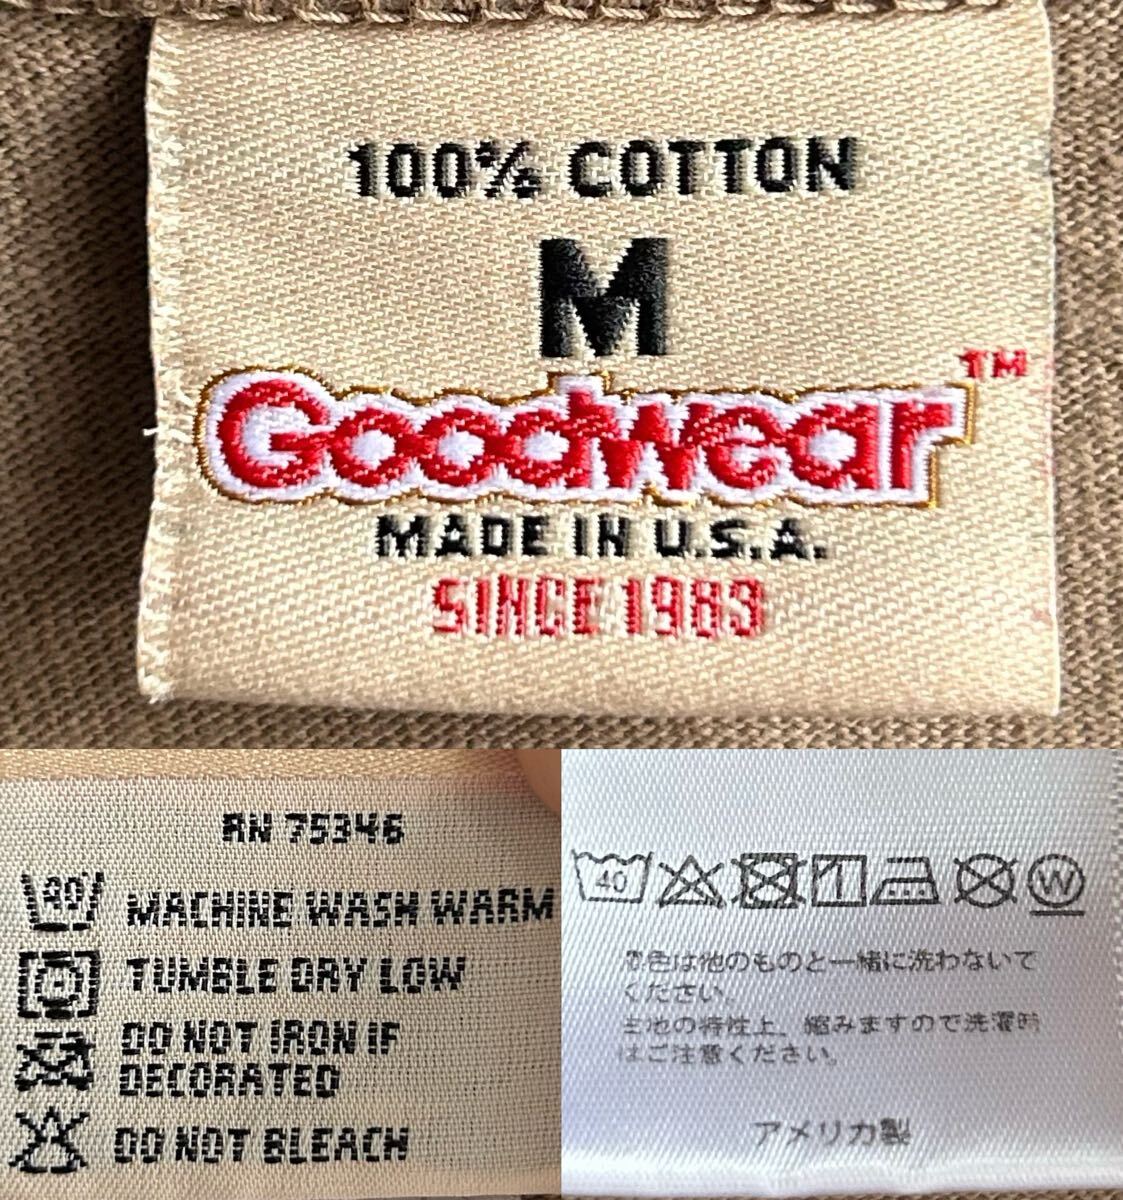 100% COTTON
M
Goodwear™
MADE IN U.S.A.
SINCE 1983
RN 75346
40
MACHINE WASH WARM
TUMBLE DRY LOW
DO NOT IRON IF
DECORATED
DO NOT BLEACH
40 W
色は他のものと一緒に洗わないで
ください
生地の特性上、縮みますので洗濯時
はご注意ください。
アメリカ製